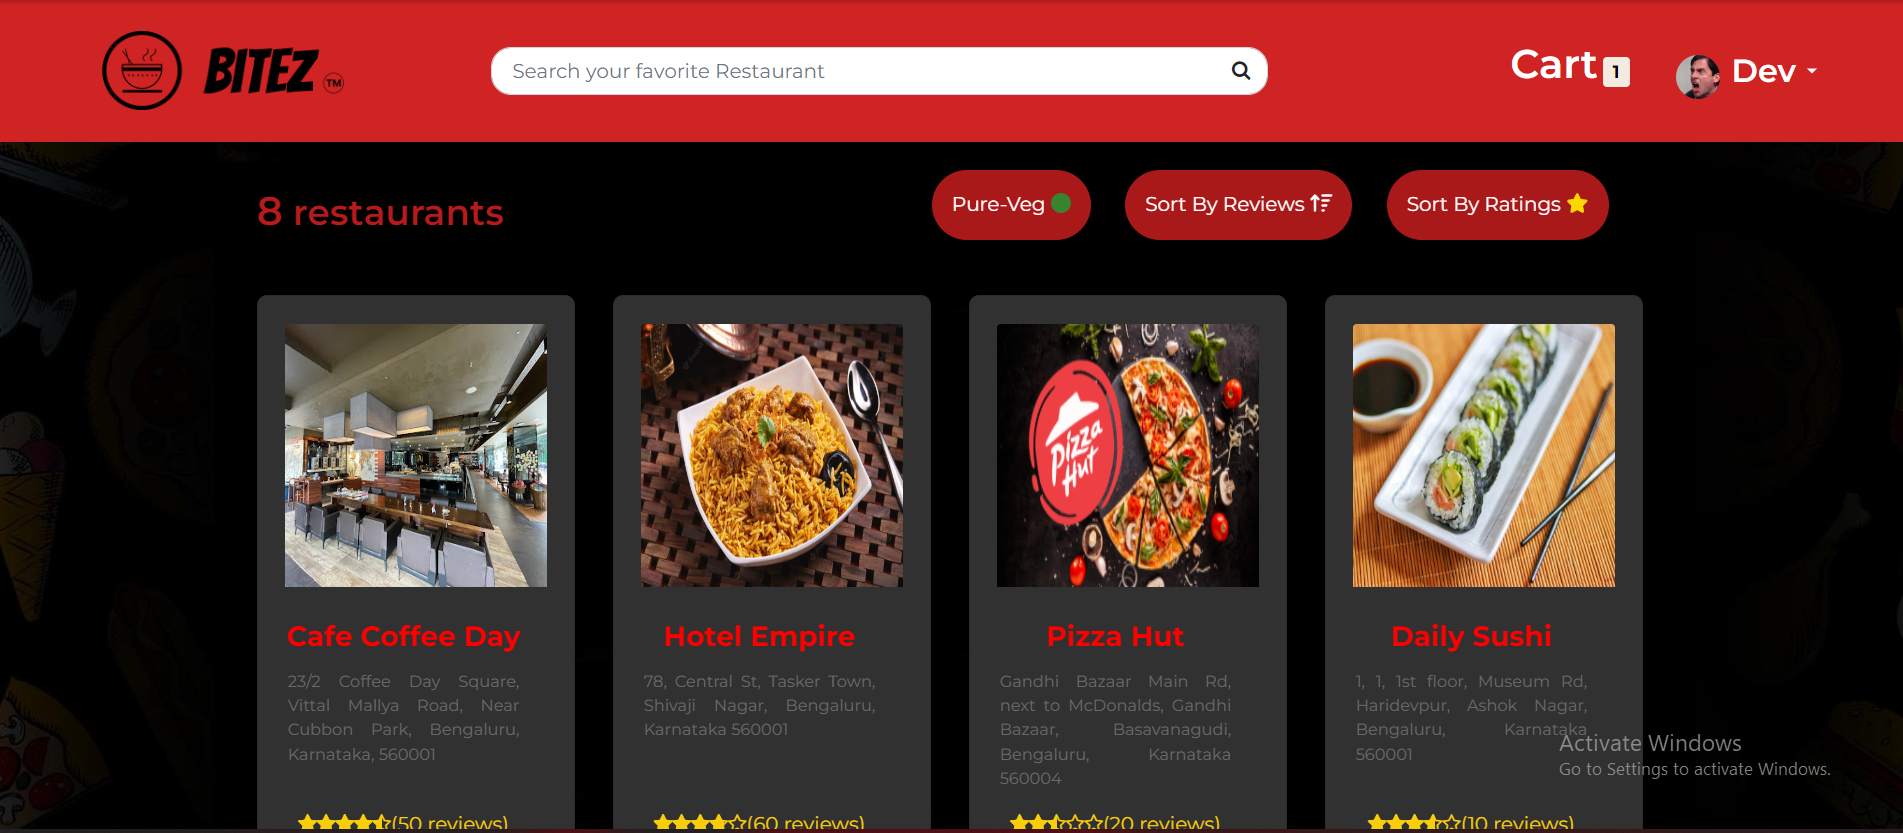 BITEZ TM
Search your favorite Restaurant
Cart 1
Dev
8 restaurants
Pure-Veg
Sort By Reviews
Sort By Ratings
Pizza
Hut
Cafe Coffee Day
23/2 Coffee Day Square,
Vittal Mallya Road, Near
Cubbon Park, Bengaluru,
Karnataka, 560001
(50 reviews)
Hotel Empire
78, Central St, Tasker Town,
Shivaji Nagar, Bengaluru,
Karnataka 560001
(60 reviews)
Pizza Hut
Gandhi Bazaar Main Rd,
next to McDonalds, Gandhi
Bazaar, Basavanagudi,
Bengaluru, Karnataka
560004
(20 reviews)
Daily Sushi
1, 1, 1st floor, Museum Rd,
Haridevpur, Ashok Nagar,
Bengaluru, Karnataka
560001
(10 reviews)
Activate Windows
Go to Settings to activate Windows.